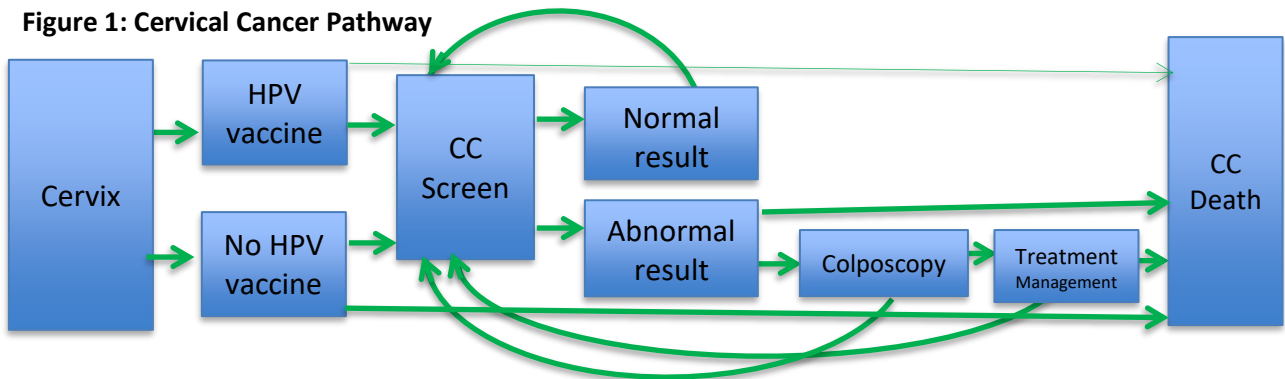 Figure 1: Cervical Cancer Pathway
Cervix
HPV
vaccine
No HPV
vaccine
CC
Screen
Normal
result
Abnormal
result
Colposcopy
Treatment
Management
CC
Death